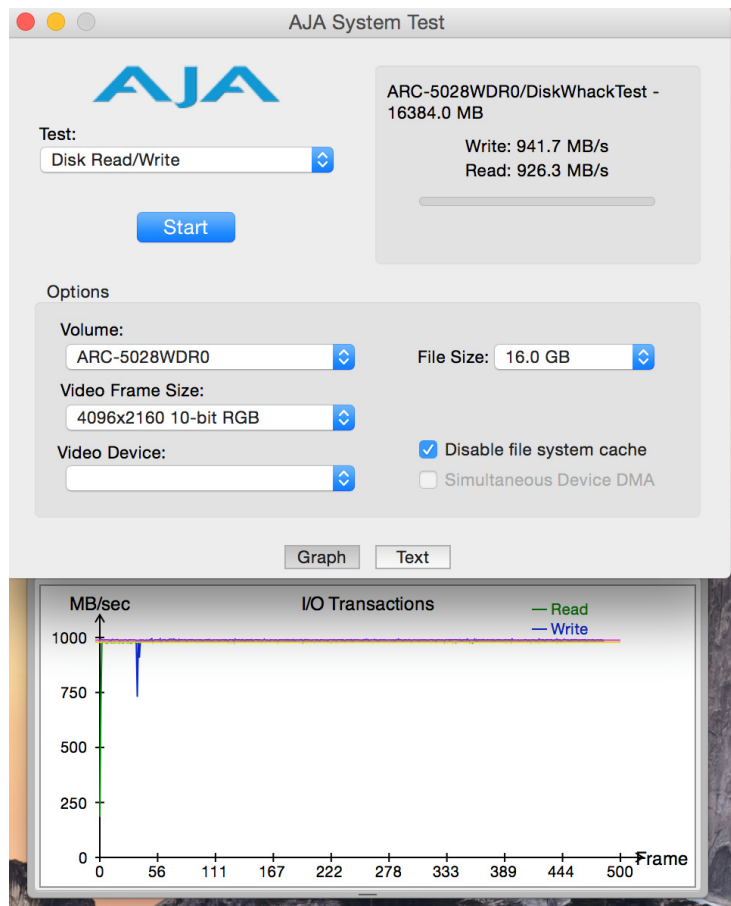 AJA System Test
AJA
Test:
Disk Read/Write
Start
ARC-5028WDR0/DiskWhackTest -
16384.0 MB
Write: 941.7 MB/s
Read: 926.3 MB/s
Options
Volume:
ARC-5028WDR0
File Size: 16.0 GB
Video Frame Size:
4096x2160 10-bit RGB
Video Device:
Disable file system cache
Simultaneous Device DMA
Graph Text
MB/sec I/O Transactions
Read
Write
1000
750
500
250
0
0 56 111 167 222 278 333 389 444 500 Frame